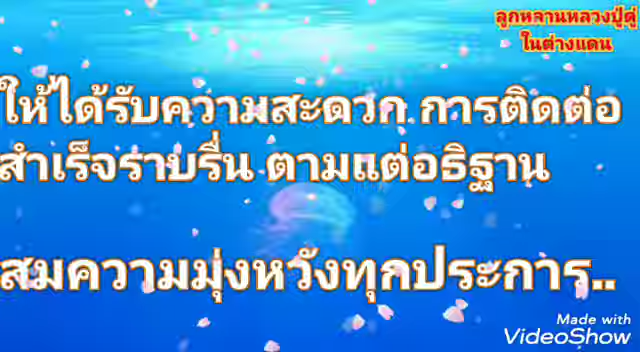 ลูกหลานหลวงปู่ดู่
ในต่างแดน
ให้ได้รับความสะดวก การติดต่อ
สำเร็จราบรื่น ตามแต่อธิฐาน
สมความมุ่งหวังทุกประการ..
Made with
VideoShow